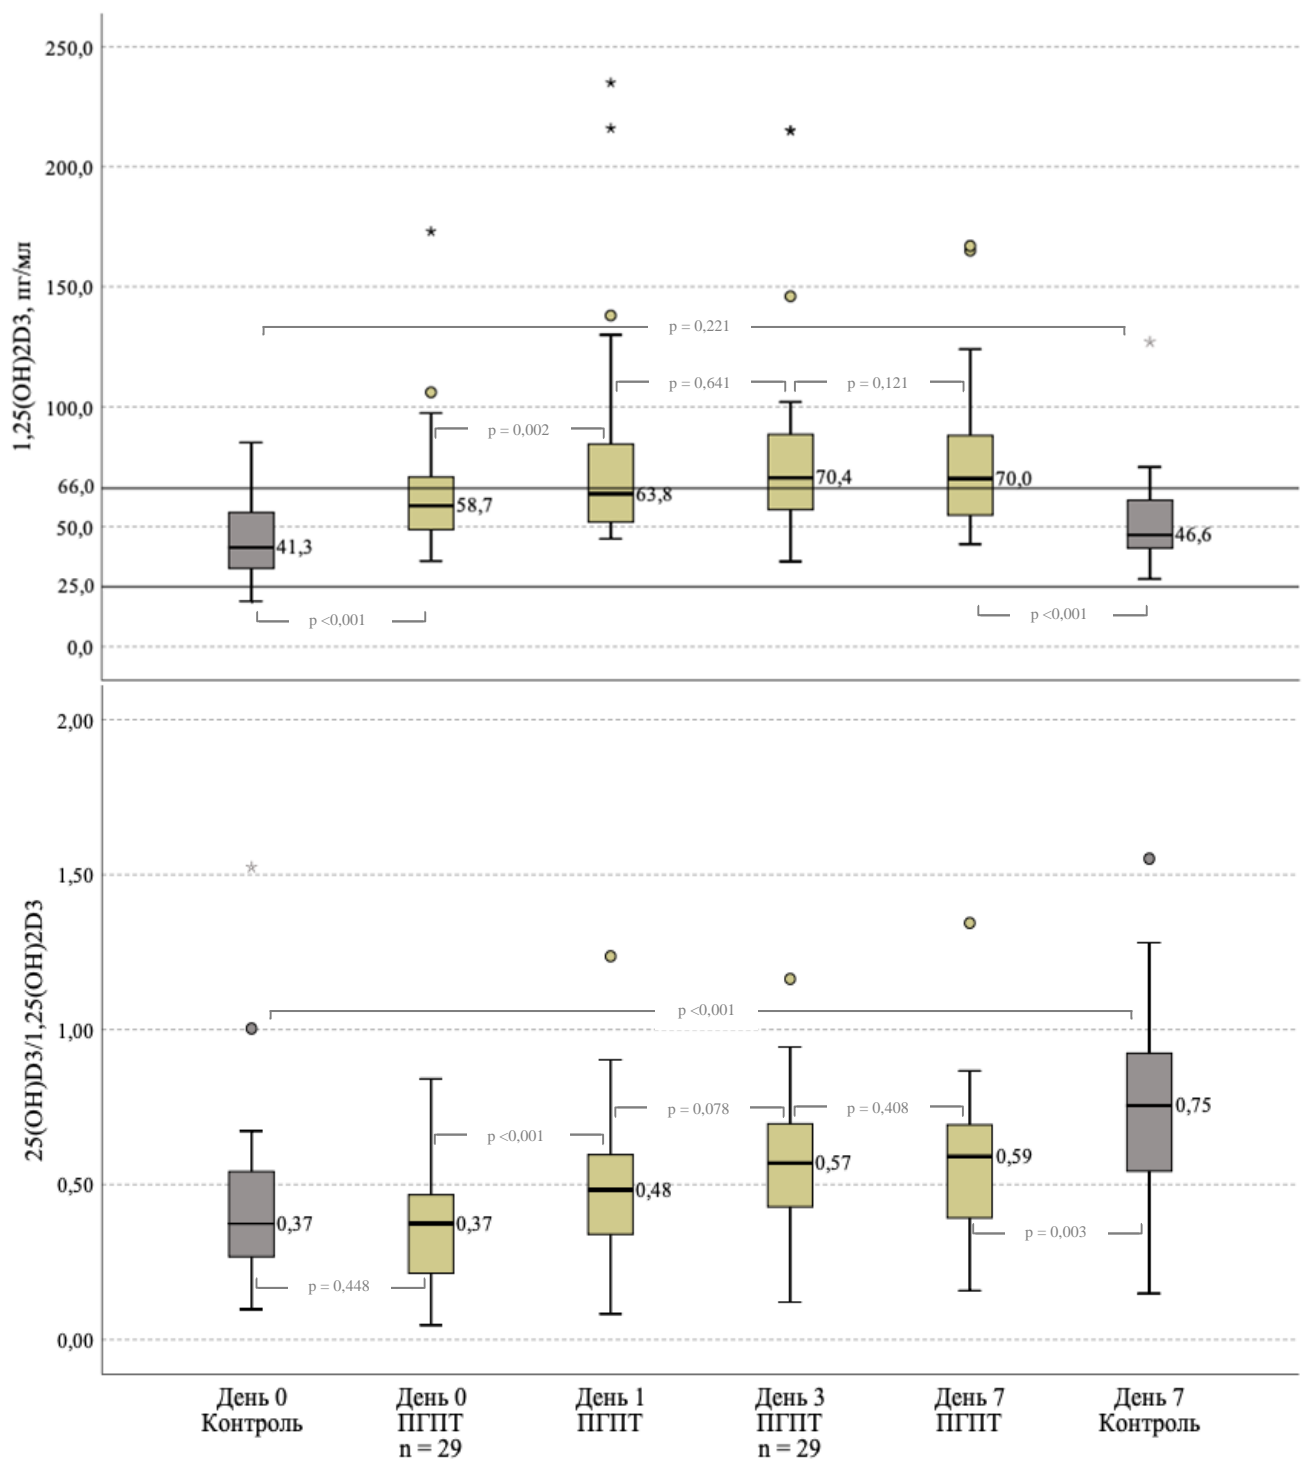 250,0
200,0
150,0
100,0
66,0
50,0
25,0
0,0
1,25(OH)2D3, пг/мл
p = 0,221
p = 0,641
p = 0,121
p = 0,002
41,3
58,7
63,8
70,4
70,0
46,6
p <0,001
p <0,001
2,00
1,50
1,00
0,50
0,00
25(OH)D3/1,25(OH)2D3
p <0,001
p = 0,078
p = 0,408
p <0,001
0,37
0,37
0,48
0,57
0,59
0,75
p = 0,448
p = 0,003
День 0
Контроль
День 0
ПГПТ
n = 29
День 1
ПГПТ
День 3
ПГПТ
n = 29
День 7
ПГПТ
День 7
Контроль